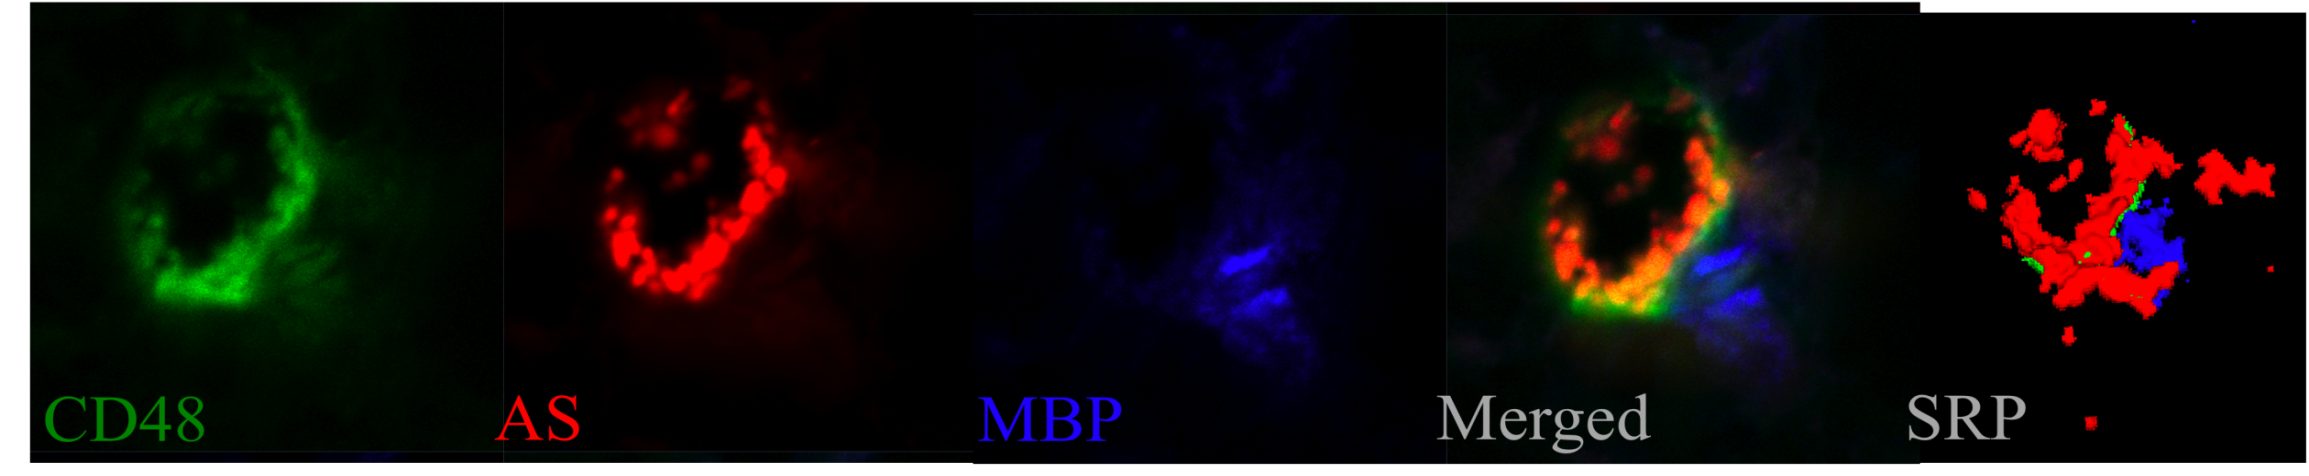 CD48
AS
MBP
Merged
SRP